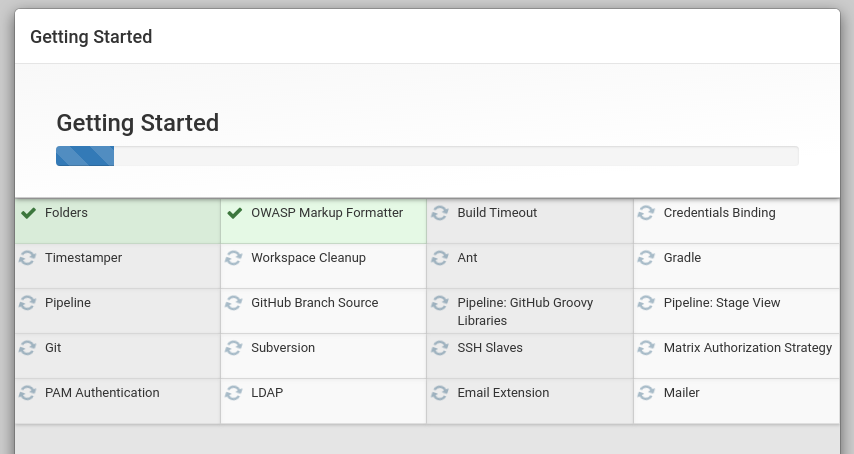 Getting Started
Getting Started
Folders
OWASP Markup Formatter
Build Timeout
Credentials Binding
Timestamper
Workspace Cleanup
Ant
Gradle
Pipeline
GitHub Branch Source
Pipeline: GitHub Groovy
Libraries
Pipeline: Stage View
Git
Subversion
SSH Slaves
Matrix Authorization Strategy
PAM Authentication
LDAP
Email Extension
Mailer